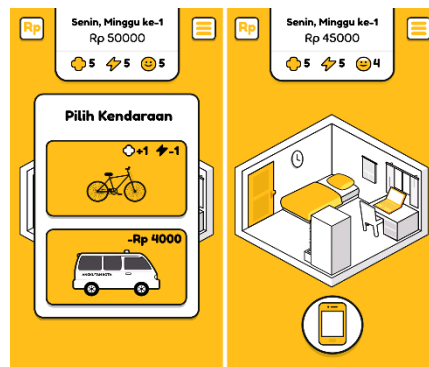 Rp
Senin, Minggu ke-1
Rp 50000
5 5 5
Pilih Kendaraan
+1 -1
-Rp 4000
Rp
Senin, Minggu ke-1
Rp 45000
5 5 4